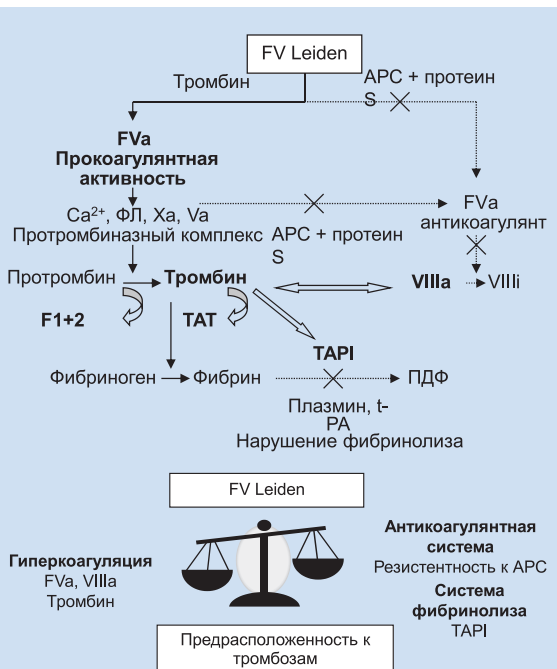 FV Leiden
Тромбин
APC + протеин
S
FVa
Прокоагулянтная
активность
Ca²⁺, ФЛ, Xa, Va
Протромбиназный комплекс
APC + протеин
S
FVa
антикоагулянт
Протромбин
Тромбин
VIIIa
VIIIi
F1+2
TAT
TAPI
Фибриноген
Фибрин
ПДФ
Плазмин, t-
PA
Нарушение фибринолиза
FV Leiden
Гиперкоагуляция
FVa, VIIIa
Тромбин
Антикоагулянтная
система
Резистентность к APC
Система
фибринолиза
TAPI
Предрасположенность к
тромбозам